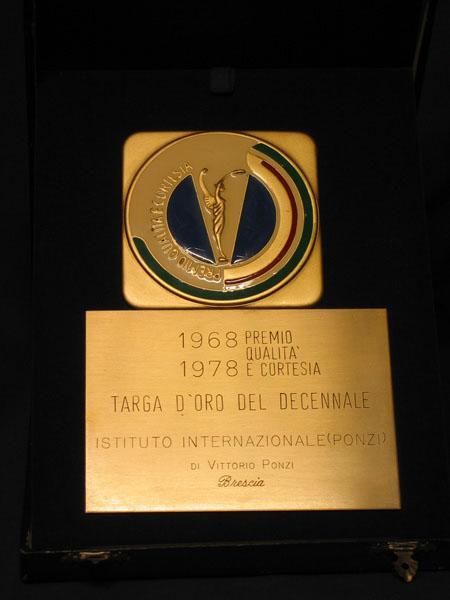 PREMIO QUALITÀ E CORTESIA
1968 PREMIO
QUALITA'
1978 E CORTESIA
TARGA D'ORO DEL DECENNALE
ISTITUTO INTERNAZIONALE(PONZI)
DI VITTORIO PONZI
Brescia